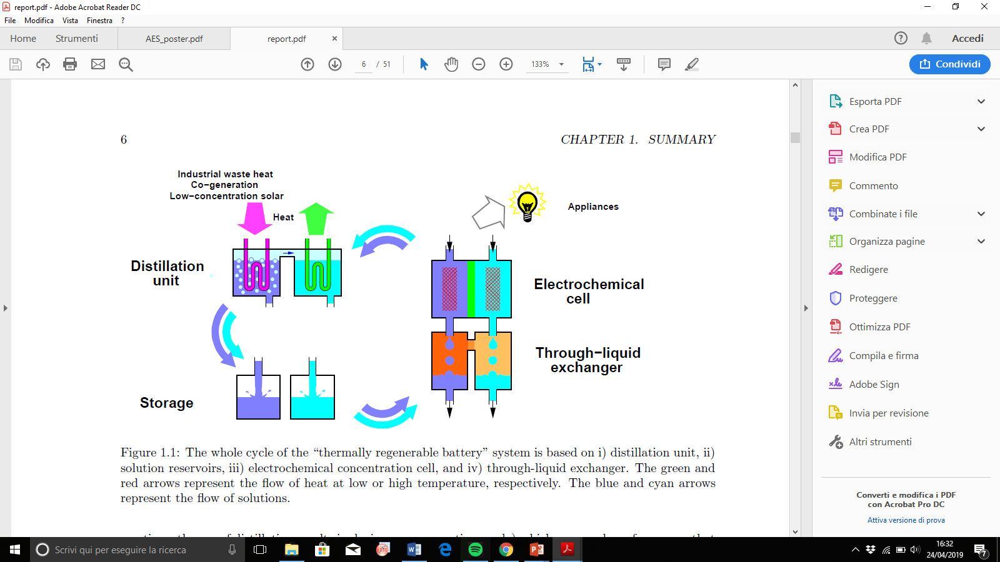 report.pdf - Adobe Acrobat Reader DC
File Modifica Vista Finestra ?
Home Strumenti AES_poster.pdf report.pdf × Accedi
6 / 51 133% Condividi
6 CHAPTER 1. SUMMARY
Industrial waste heat
Co−generation
Low−concentration solar
Heat
Appliances
Distillation
unit
Electrochemical
cell
Through−liquid
exchanger
Storage
Figure 1.1: The whole cycle of the “thermally regenerable battery” system is based on i) distillation unit, ii)
solution reservoirs, iii) electrochemical concentration cell, and iv) through-liquid exchanger. The green and
red arrows represent the flow of heat at low or high temperature, respectively. The blue and cyan arrows
represent the flow of solutions.
Esporta PDF
Crea PDF
Modifica PDF
Commento
Combinate i file
Organizza pagine
Redigere
Proteggere
Ottimizza PDF
Compila e firma
Adobe Sign
Invia per revisione
Altri strumenti
Converti e modifica i PDF
con Acrobat Pro DC
Attiva versione di prova
Scrivi qui per eseguire la ricerca
16:32
24/04/2019
7